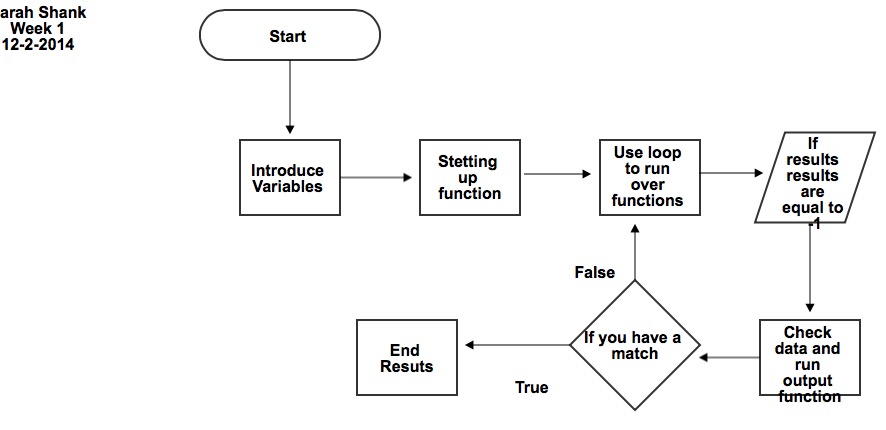 arah Shank
Week 1
12-2-2014
Start
Introduce
Variables
Stetting
up
function
Use loop
to run
over
functions
If
results
results
are
equal to
-1
Check
data and
run
output
function
If you have a
match
False
True
End
Resuts